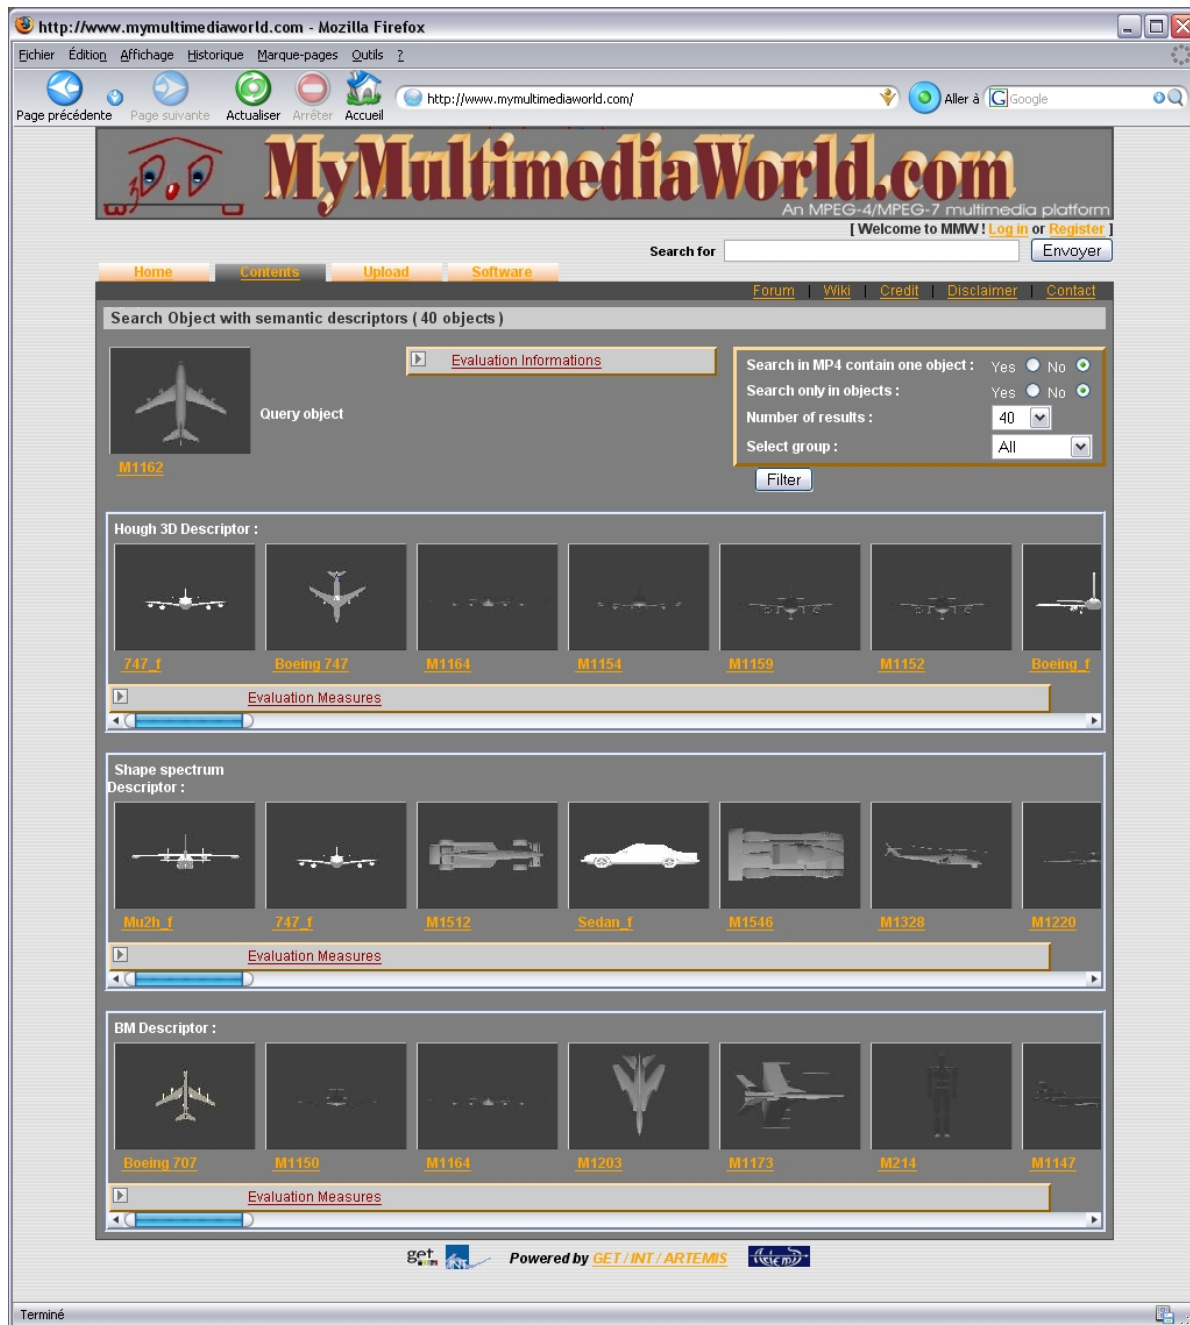 http://www.mymultimediaworld.com - Mozilla Firefox
Fichier Édition Affichage Historique Marque-pages Outils ?
Page précédente Page suivante Actualiser Arrêter Accueil http://www.mymultimediaworld.com/ Aller à G Google
MyMultimediaWorld.com
An MPEG-4/MPEG-7 multimedia platform
[ Welcome to MMW ! Log in or Register ]
Search for Envoyer
Home Contents Upload Software
Forum | Wiki | Credit | Disclaimer | Contact
Search Object with semantic descriptors ( 40 objects )
Evaluation Informations
Query object
M1162
Search in MP4 contain one object : Yes No
Search only in objects : Yes No
Number of results : 40
Select group : All
Filter
Hough 3D Descriptor :
747_f Boeing 747 M1164 M1154 M1159 M1152 Boeing_f
Evaluation Measures
Shape spectrum
Descriptor :
Mu2h_f 747_f M1512 Sedan_f M1546 M1328 M1220
Evaluation Measures
BM Descriptor :
Boeing 707 M1150 M1164 M1203 M1173 M214 M1147
Evaluation Measures
get Powered by GET / INT / ARTEMIS
Terminé